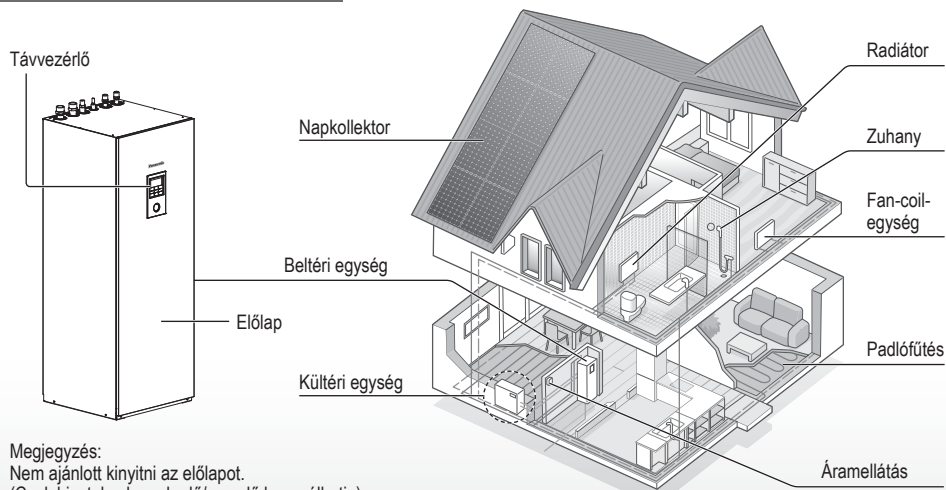 Távvezérlő
Radiátor
Napkollektor
Zuhany
Panasonic
Fan-coil-
egység
Beltéri egység
Előlap
Padlófűtés
Kültéri egység
Megjegyzés:
Nem ajánlott kinyitni az előlapot.
Áramellátás